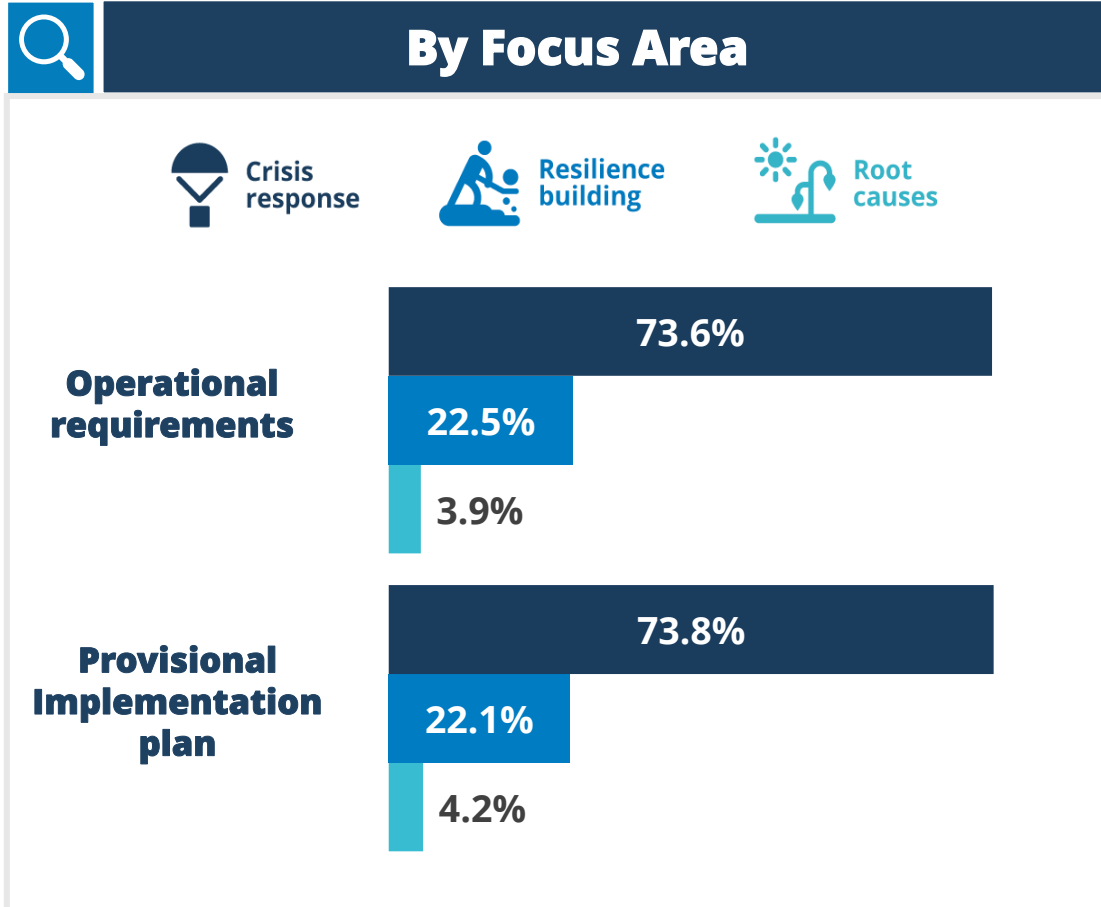 By Focus Area
Crisis
response
Resilience
building
Root
causes
Operational
requirements
73.6%
22.5%
3.9%
Provisional
Implementation
plan
73.8%
22.1%
4.2%